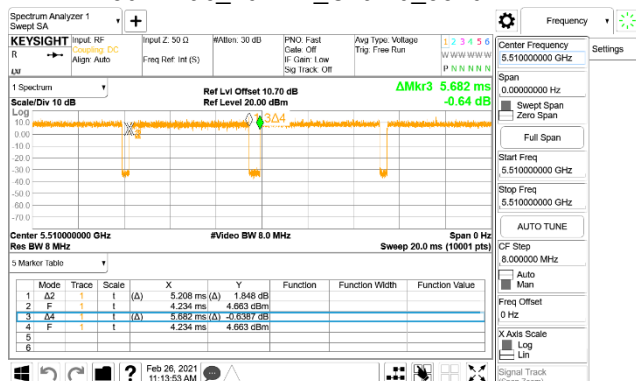 Spectrum Analyzer 1
Swept SA
+
Frequency
KEYSIGHT
R
Input: RF
Coupling: DC
Align: Auto
Input Z: 50 Ω
Freq Ref: Int (S)
#Atten: 30 dB
PNO: Fast
Gate: Off
IF Gain: Low
Sig Track: Off
Avg Type: Voltage
Trig: Free Run
1 2 3 4 5 6
W W W W W W
P N N N N N
1 Spectrum
Scale/Div 10 dB
Ref Lvl Offset 10.70 dB
Ref Level 20.00 dBm
ΔMkr3 5.682 ms
-0.64 dB
Log
10.0
0.00
-10.0
-20.0
-30.0
-40.0
-50.0
-60.0
-70.0
3Δ4
Center 5.510000000 GHz
Res BW 8 MHz
#Video BW 8.0 MHz
Span 0 Hz
Sweep 20.0 ms (10001 pts)
5 Marker Table
Mode Trace Scale X Y Function Function Width Function Value
1 Δ2 1 t (Δ) 5.208 ms (Δ) 1.848 dB
2 F 1 t 4.234 ms 4.663 dBm
3 Δ4 1 t (Δ) 5.682 ms (Δ) -0.6387 dB
4 F 1 t 4.234 ms 4.663 dBm
5
6
Feb 26, 2021
11:13:53 AM
Center Frequency
5.510000000 GHz
Settings
Span
0.00000000 Hz
Swept Span
Zero Span
Full Span
Start Freq
5.510000000 GHz
Stop Freq
5.510000000 GHz
AUTO TUNE
CF Step
8.000000 MHz
Auto
Man
Freq Offset
0 Hz
X Axis Scale
Log
Lin
Signal Track